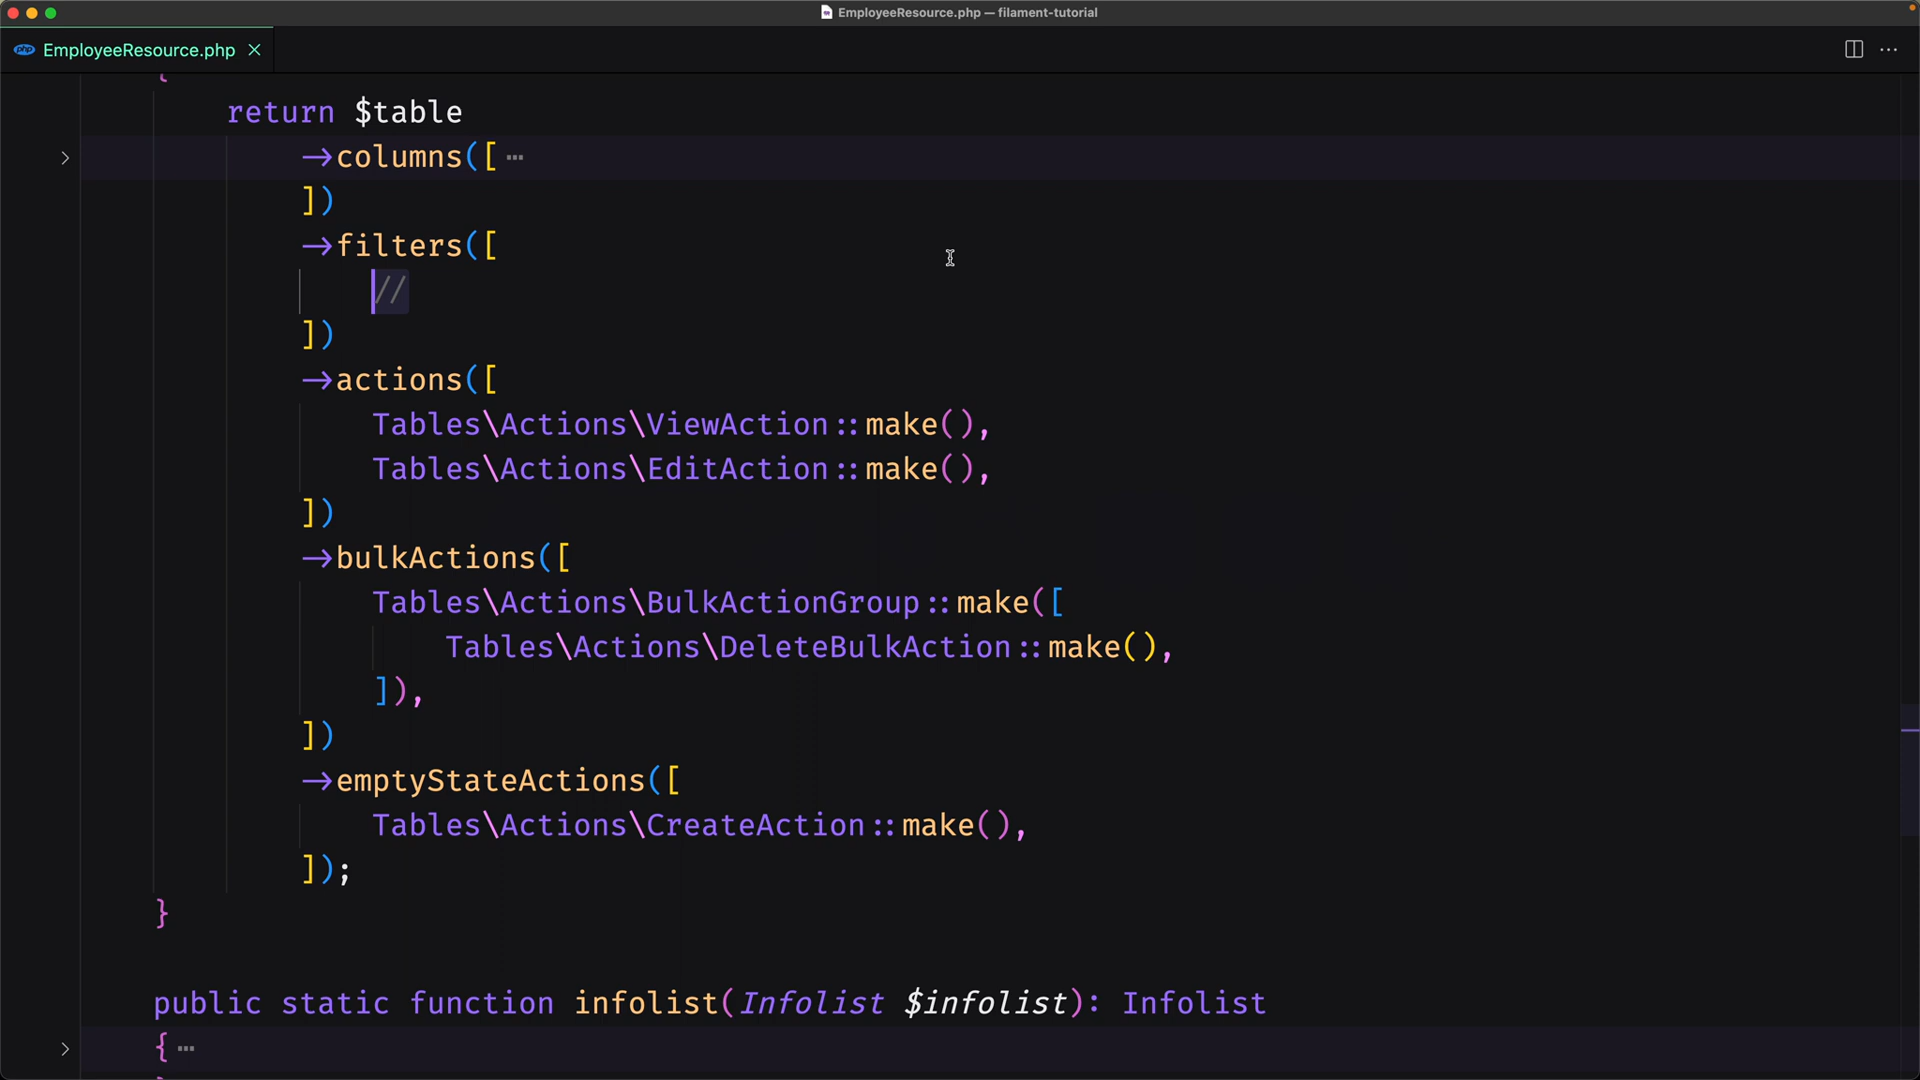 EmployeeResource.php — filament-tutorial
php EmployeeResource.php ×
{
return $table
->columns([ ⋯
])
->filters([
//
])
->actions([
Tables\Actions\ViewAction::make(),
Tables\Actions\EditAction::make(),
])
->bulkActions([
Tables\Actions\BulkActionGroup::make([
Tables\Actions\DeleteBulkAction::make(),
]),
])
->emptyStateActions([
Tables\Actions\CreateAction::make(),
]);
}
public static function infolist(Infolist $infolist): Infolist
{ ⋯